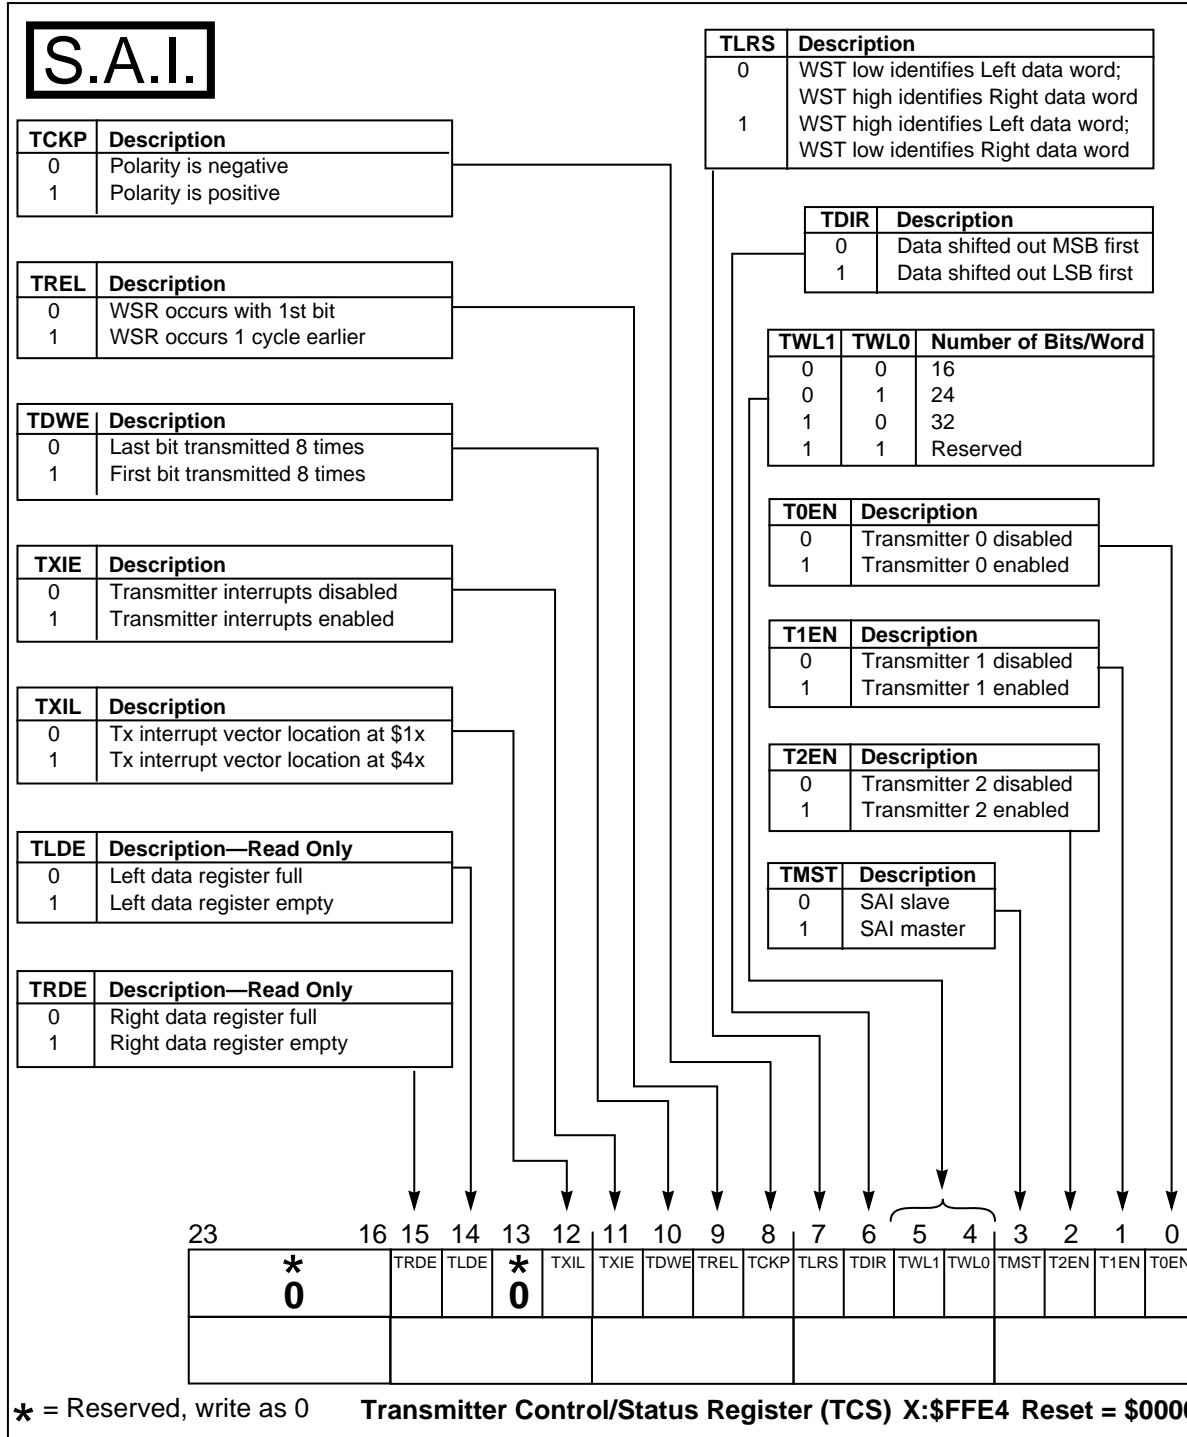 S.A.I.
TCKP Description
0 Polarity is negative
1 Polarity is positive
TREL Description
0 WSR occurs with 1st bit
1 WSR occurs 1 cycle earlier
TDWE Description
0 Last bit transmitted 8 times
1 First bit transmitted 8 times
TXIE Description
0 Transmitter interrupts disabled
1 Transmitter interrupts enabled
TXIL Description
0 Tx interrupt vector location at $1x
1 Tx interrupt vector location at $4x
TLDE Description—Read Only
0 Left data register full
1 Left data register empty
TRDE Description—Read Only
0 Right data register full
1 Right data register empty
TLRS Description
0 WST low identifies Left data word;
WST high identifies Right data word
1 WST high identifies Left data word;
WST low identifies Right data word
TDIR Description
0 Data shifted out MSB first
1 Data shifted out LSB first
TWL1 TWL0 Number of Bits/Word
0 0 16
0 1 24
1 0 32
1 1 Reserved
T0EN Description
0 Transmitter 0 disabled
1 Transmitter 0 enabled
T1EN Description
0 Transmitter 1 disabled
1 Transmitter 1 enabled
T2EN Description
0 Transmitter 2 disabled
1 Transmitter 2 enabled
TMST Description
0 SAI slave
1 SAI master
23 16 15 14 13 12 11 10 9 8 7 6 5 4 3 2 1 0
* TRDE TLDE * TXIL TXIE TDWE TREL TCKP TLRS TDIR TWL1 TWL0 TMST T2EN T1EN T0EN
0 0
* = Reserved, write as 0 Transmitter Control/Status Register (TCS) X:$FFE4 Reset = $0000